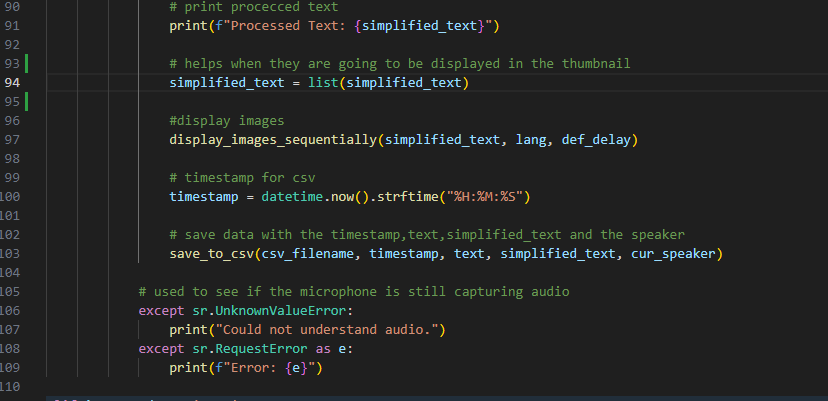 90 # print procecced text
91 print(f"Processed Text: {simplified_text}")
92
93 # helps when they are going to be displayed in the thumbnail
94 simplified_text = list(simplified_text)
95
96 #display images
97 display_images_sequentially(simplified_text, lang, def_delay)
98
99 # timestamp for csv
100 timestamp = datetime.now().strftime("%H:%M:%S")
101
102 # save data with the timestamp,text,simplified_text and the speaker
103 save_to_csv(csv_filename, timestamp, text, simplified_text, cur_speaker)
104
105 # used to see if the microphone is still capturing audio
106 except sr.UnknownValueError:
107 print("Could not understand audio.")
108 except sr.RequestError as e:
109 print(f"Error: {e}")
110